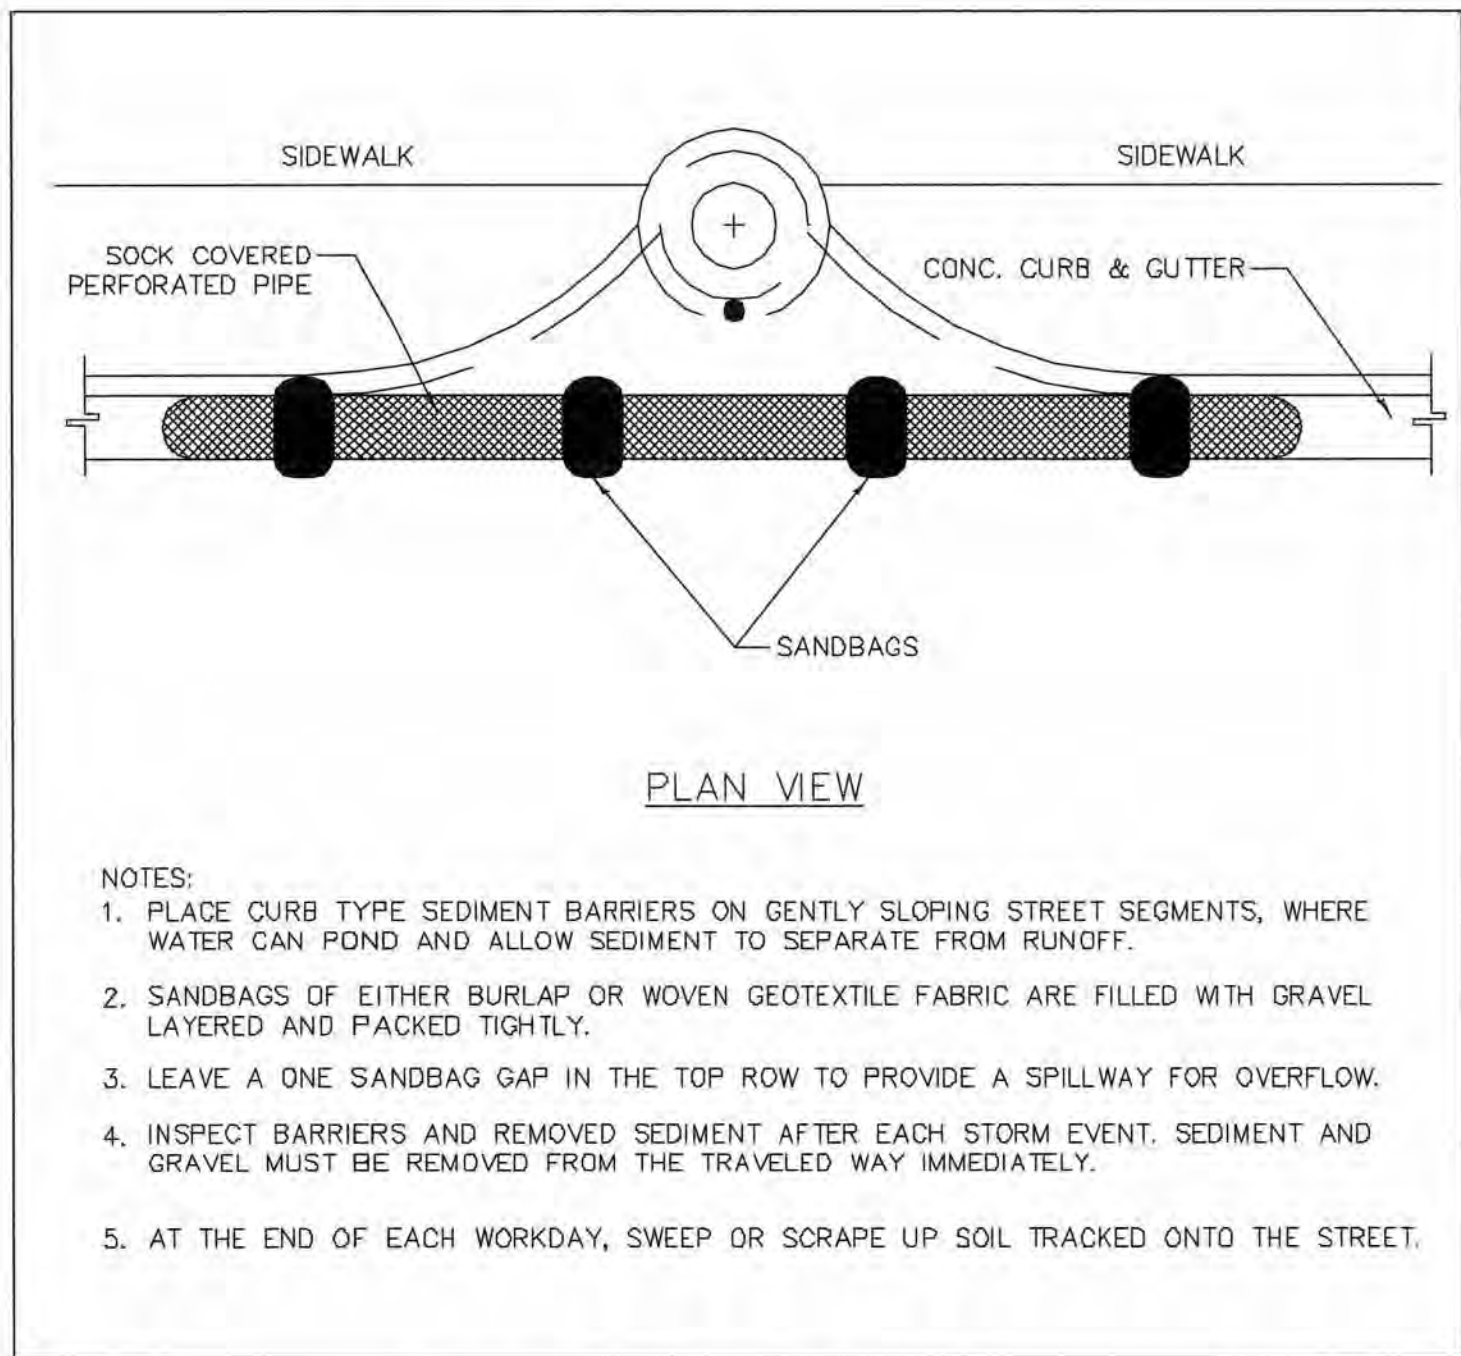 SIDEWALK
SIDEWALK
SOCK COVERED
PERFORATED PIPE
CONC. CURB & GUTTER
SANDBAGS
PLAN VIEW
NOTES:
1. PLACE CURB TYPE SEDIMENT BARRIERS ON GENTLY SLOPING STREET SEGMENTS, WHERE
WATER CAN POND AND ALLOW SEDIMENT TO SEPARATE FROM RUNOFF.
2. SANDBAGS OF EITHER BURLAP OR WOVEN GEOTEXTILE FABRIC ARE FILLED WITH GRAVEL
LAYERED AND PACKED TIGHTLY.
3. LEAVE A ONE SANDBAG GAP IN THE TOP ROW TO PROVIDE A SPILLWAY FOR OVERFLOW.
4. INSPECT BARRIERS AND REMOVED SEDIMENT AFTER EACH STORM EVENT. SEDIMENT AND
GRAVEL MUST BE REMOVED FROM THE TRAVELED WAY IMMEDIATELY.
5. AT THE END OF EACH WORKDAY, SWEEP OR SCRAPE UP SOIL TRACKED ONTO THE STREET.